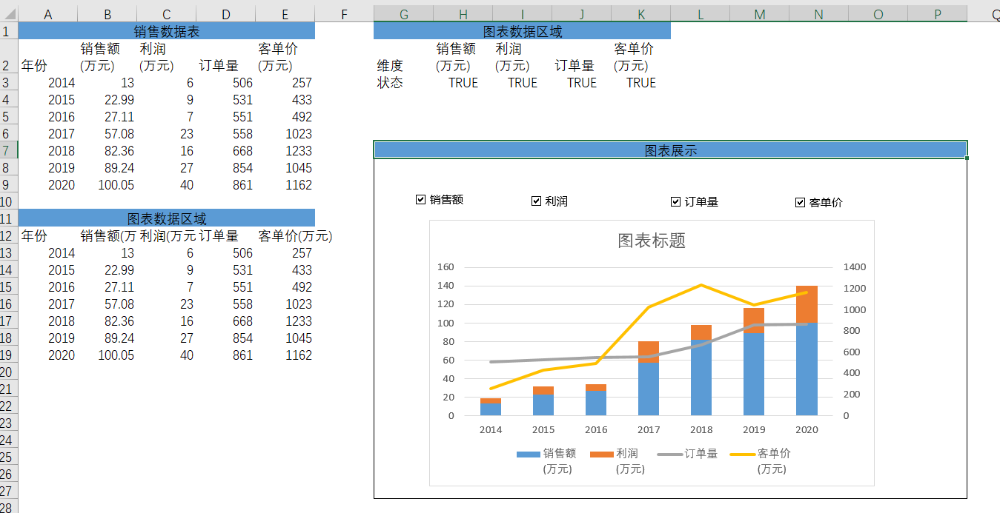 A B C D E F G H I J K L M N O P Q
1 销售数据表 图表数据区域
销售额 利润 客单价 销售额 利润 客单价
2 年份 (万元) (万元) 订单量 (万元) 维度 (万元) (万元) 订单量 (万元)
3 2014 13 6 506 257 状态 TRUE TRUE TRUE TRUE
4 2015 22.99 9 531 433
5 2016 27.11 7 551 492
6 2017 57.08 23 558 1023
7 2018 82.36 16 668 1233 图表展示
8 2019 89.24 27 854 1045
9 2020 100.05 40 861 1162
10 销售额 利润 订单量 客单价
11 图表数据区域
12 年份 销售额(万 利润(万元 订单量 客单价(万元)
13 2014 13 6 506 257
14 2015 22.99 9 531 433
15 2016 27.11 7 551 492
16 2017 57.08 23 558 1023
17 2018 82.36 16 668 1233
18 2019 89.24 27 854 1045
19 2020 100.05 40 861 1162
20
21
22
23
24
25
26
27
28
图表标题
160 1400
140 1200
120 1000
100 800
80 600
60 400
40 200
20 0
0
2014 2015 2016 2017 2018 2019 2020
销售额 利润 订单量 客单价
(万元) (万元) (万元)